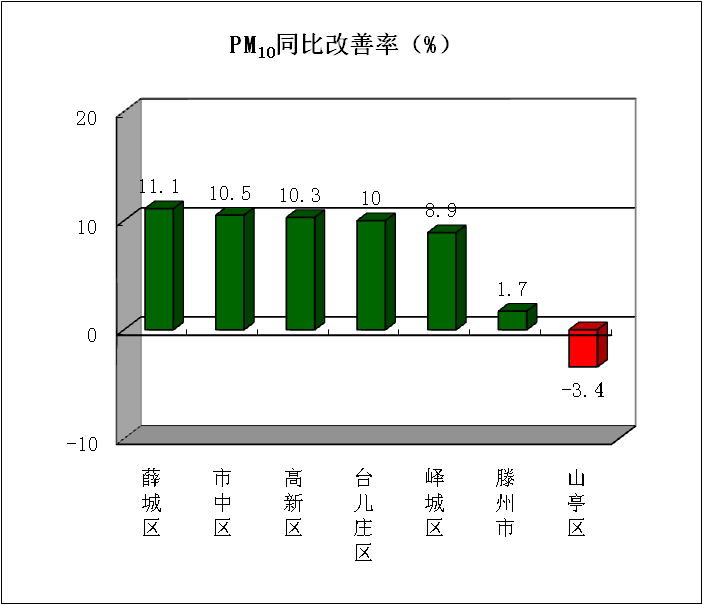 PM10同比改善率（%）
20
10
0
-10
11.1
10.5
10.3
10
8.9
1.7
-3.4
薛城区
市中区
高新区
台儿庄区
峄城区
滕州市
山亭区